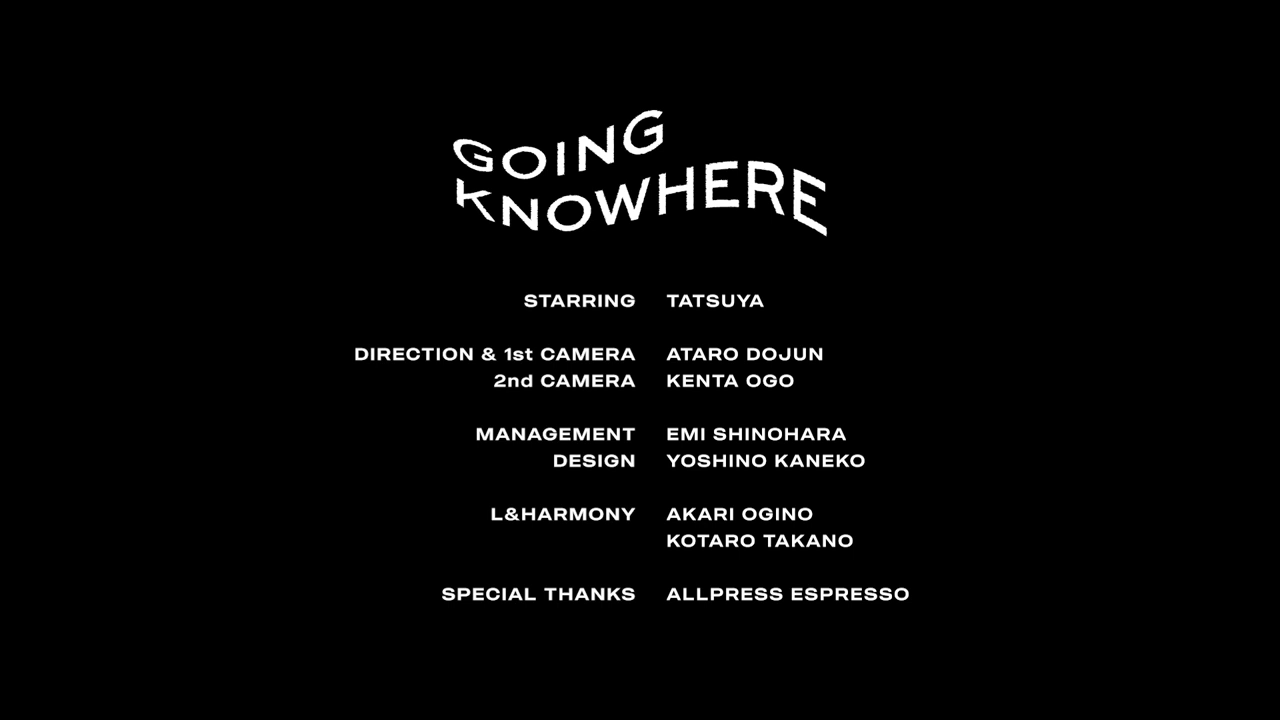 GOING
KNOWHERE
STARRING TATSUYA
DIRECTION & 1st CAMERA ATARO DOJUN
2nd CAMERA KENTA OGO
MANAGEMENT EMI SHINOHARA
DESIGN YOSHINO KANEKO
L&HARMONY AKARI OGINO
KOTARO TAKANO
SPECIAL THANKS ALLPRESS ESPRESSO